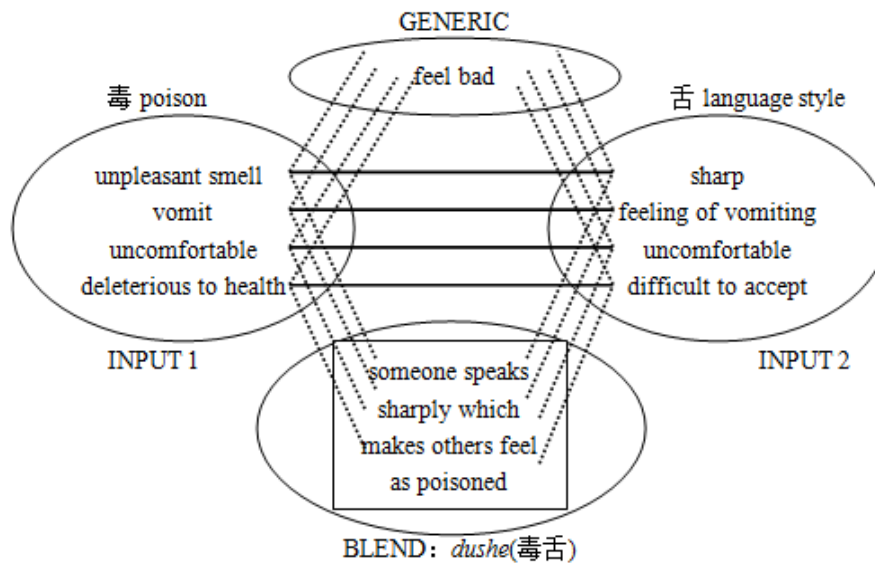 GENERIC
feel bad
毒 poison
舌 language style
unpleasant smell
vomit
uncomfortable
deleterious to health
sharp
feeling of vomiting
uncomfortable
difficult to accept
INPUT 1
INPUT 2
someone speaks
sharply which
makes others feel
as poisoned
BLEND：dushe(毒舌)